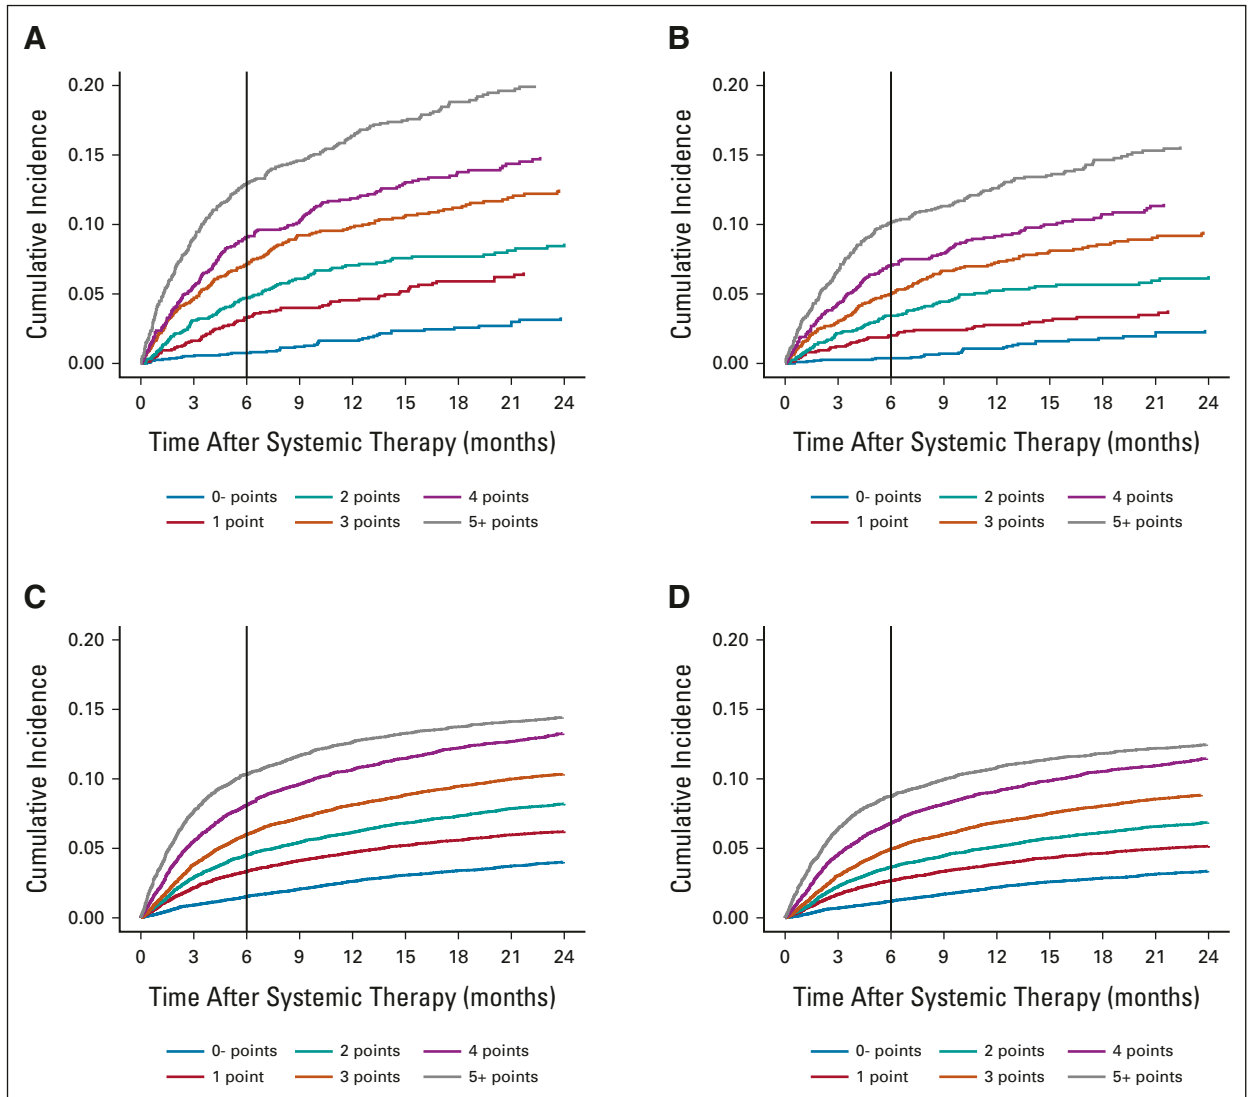 A
Cumulative Incidence
0.20
0.15
0.10
0.05
0.00
0 3 6 9 12 15 18 21 24
Time After Systemic Therapy (months)
0- points 2 points 4 points
1 point 3 points 5+ points
B
Cumulative Incidence
0.20
0.15
0.10
0.05
0.00
0 3 6 9 12 15 18 21 24
Time After Systemic Therapy (months)
0- points 2 points 4 points
1 point 3 points 5+ points
C
Cumulative Incidence
0.20
0.15
0.10
0.05
0.00
0 3 6 9 12 15 18 21 24
Time After Systemic Therapy (months)
0- points 2 points 4 points
1 point 3 points 5+ points
D
Cumulative Incidence
0.20
0.15
0.10
0.05
0.00
0 3 6 9 12 15 18 21 24
Time After Systemic Therapy (months)
0- points 2 points 4 points
1 point 3 points 5+ points